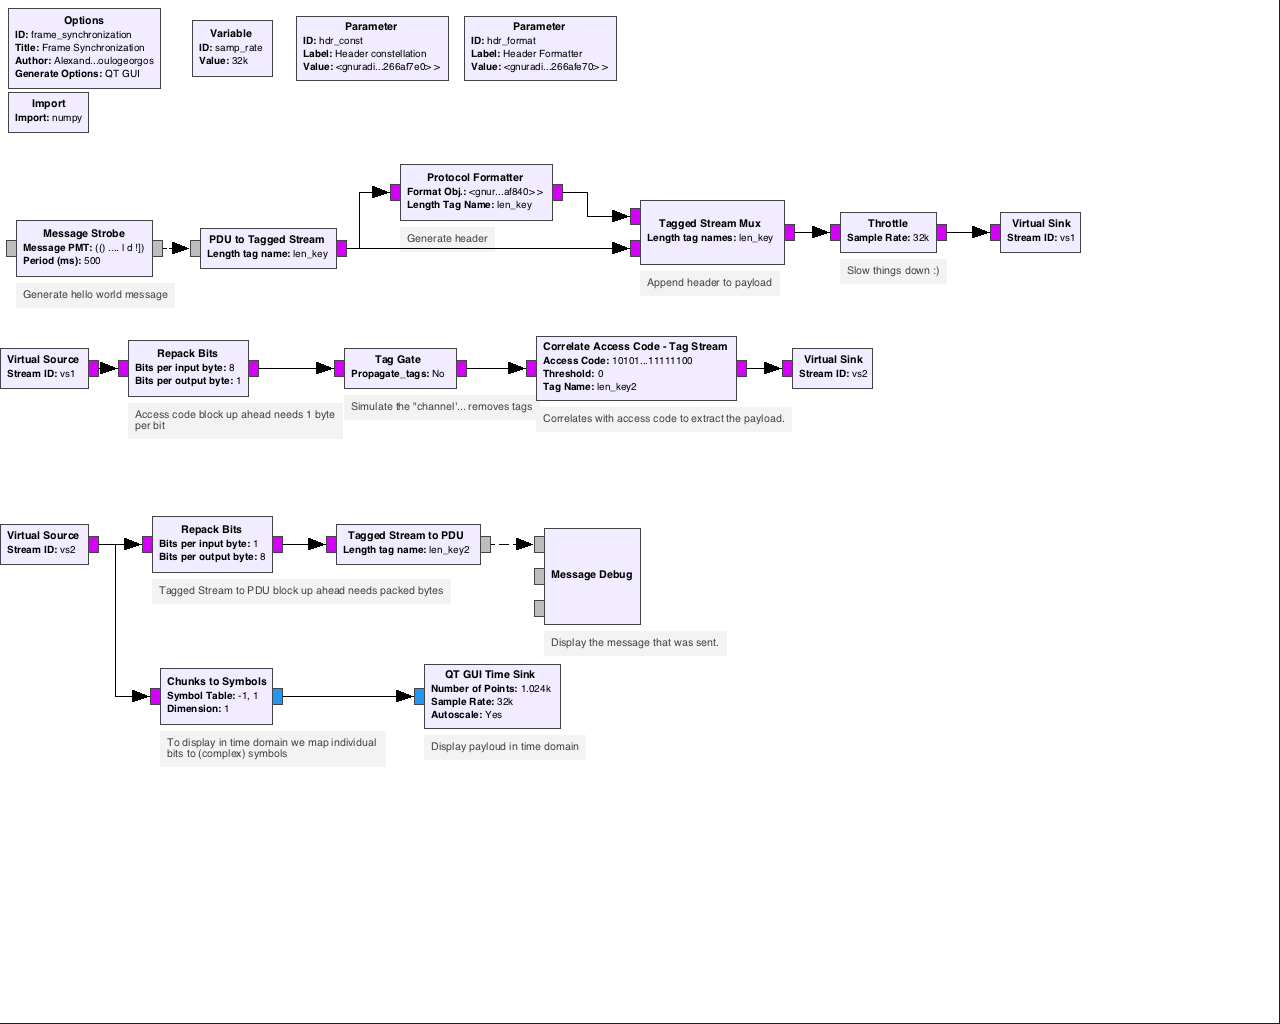 Options
ID: frame_synchronization
Title: Frame Synchronization
Author: Alexand...oulogeorgos
Generate Options: QT GUI
Variable
ID: samp_rate
Value: 32k
Parameter
ID: hdr_const
Label: Header constellation
Value: <gnuradi...266af7e0> >
Parameter
ID: hdr_format
Label: Header Formatter
Value: <gnuradi...266afe70> >
Import
Import: numpy
Message Strobe
Message PMT: (() .... l d !])
Period (ms): 500
Generate hello world message
PDU to Tagged Stream
Length tag name: len_key
Protocol Formatter
Format Obj.: <gnur...af840> >
Length Tag Name: len_key
Generate header
Tagged Stream Mux
Length tag names: len_key
Append header to payload
Throttle
Sample Rate: 32k
Slow things down :)
Virtual Sink
Stream ID: vs1
Virtual Source
Stream ID: vs1
Repack Bits
Bits per input byte: 8
Bits per output byte: 1
Access code block up ahead needs 1 byte
per bit
Tag Gate
Propagate_tags: No
Simulate the "channel'... removes tags
Correlate Access Code - Tag Stream
Access Code: 10101...11111100
Threshold: 0
Tag Name: len_key2
Correlates with access code to extract the payload.
Virtual Sink
Stream ID: vs2
Virtual Source
Stream ID: vs2
Repack Bits
Bits per input byte: 1
Bits per output byte: 8
Tagged Stream to PDU block up ahead needs packed bytes
Tagged Stream to PDU
Length tag name: len_key2
Message Debug
Display the message that was sent.
Chunks to Symbols
Symbol Table: -1, 1
Dimension: 1
To display in time domain we map individual
bits to (complex) symbols
QT GUI Time Sink
Number of Points: 1.024k
Sample Rate: 32k
Autoscale: Yes
Display payloud in time domain